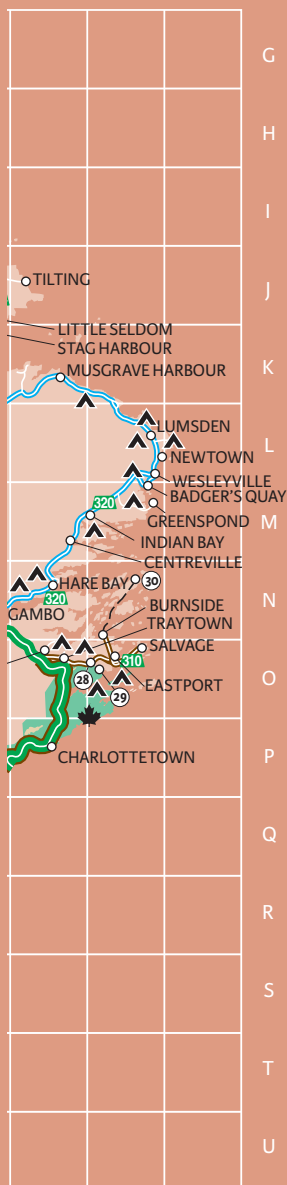 G
H
I
TILTING
J
LITTLE SELDOM
STAG HARBOUR
K
MUSGRAVE HARBOUR
LUMSDEN
L
NEWTOWN
WESLEYVILLE
BADGER'S QUAY
320
GREENSPOND
M
INDIAN BAY
CENTREVILLE
HARE BAY
30
N
320
GAMBO
BURNSIDE
TRAYTOWN
SALVAGE
310
28
EASTPORT
O
29
CHARLOTTETOWN
P
Q
R
S
T
U